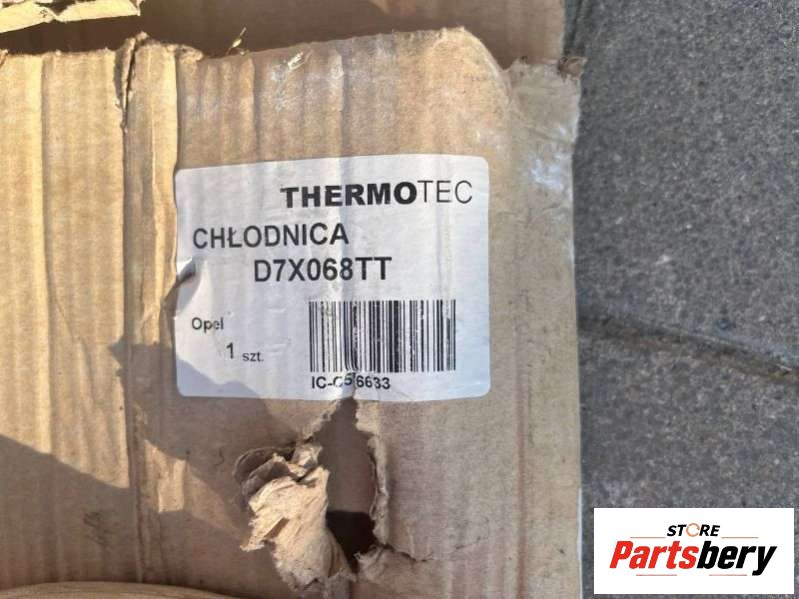 THERMOTEC
CHŁODNICA
D7X068TT
Opel
1 szt.
STORE
Partsbery